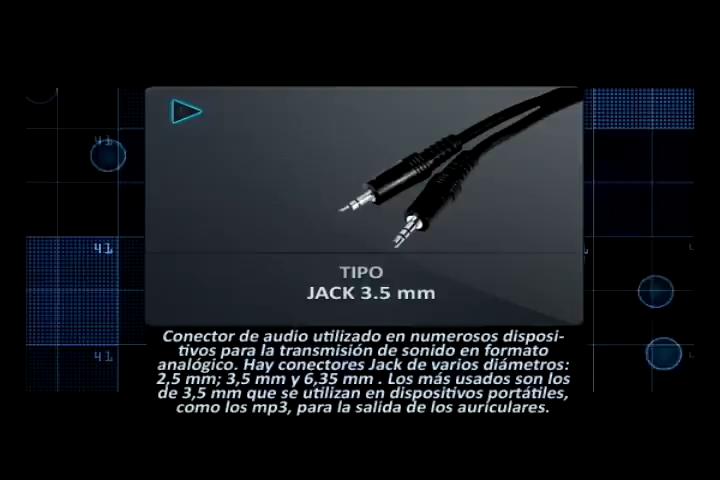 TIPO
JACK 3.5 mm
Conector de audio utilizado en numerosos disposi-
tivos para la transmisión de sonido en formato
analógico. Hay conectores Jack de varios diámetros:
2,5 mm; 3,5 mm y 6,35 mm . Los más usados son los
de 3,5 mm que se utilizan en dispositivos portátiles,
como los mp3, para la salida de los auriculares.
41
41
41